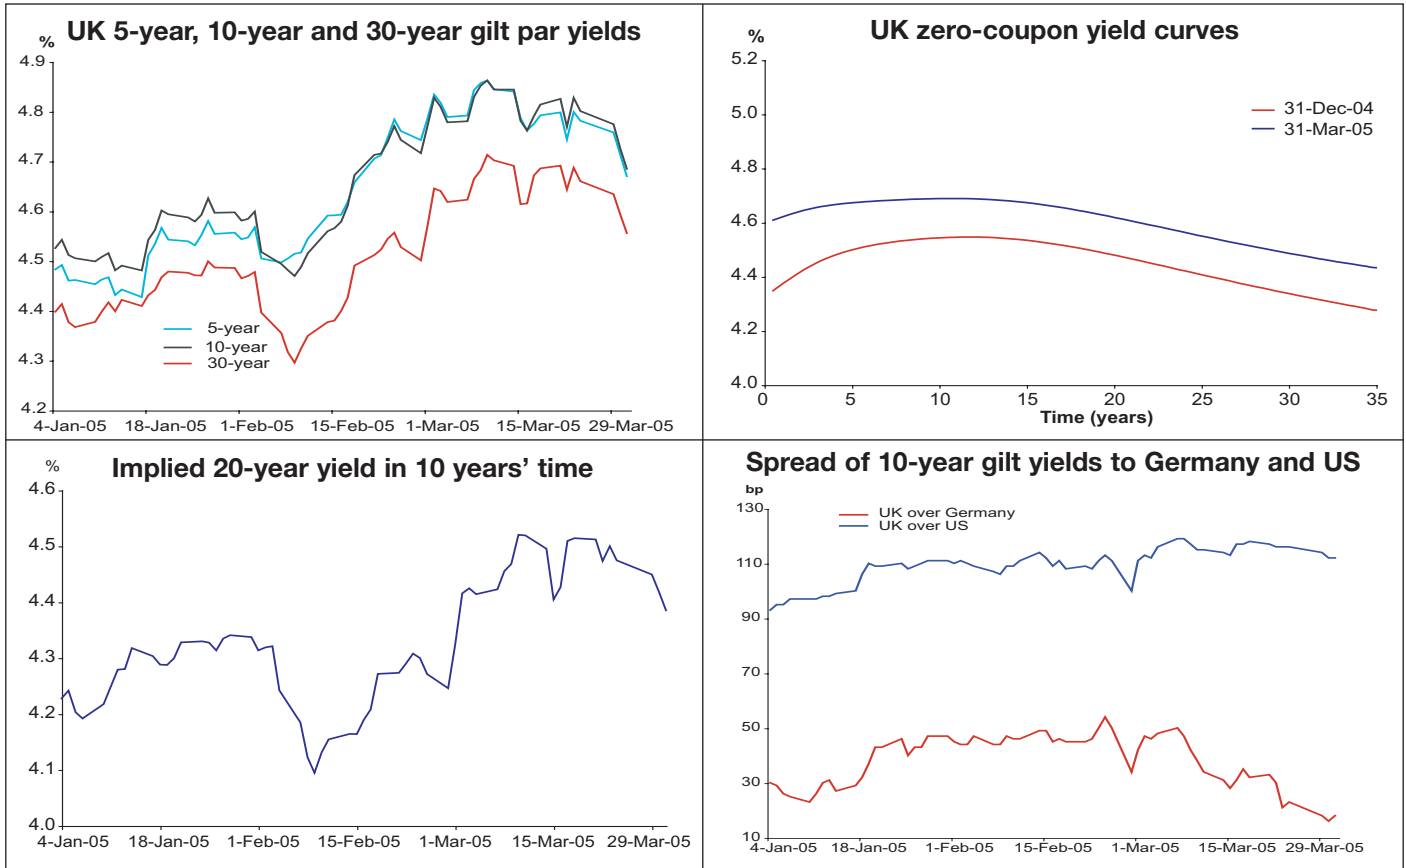 UK 5-year, 10-year and 30-year gilt par yields
%
4.9
4.8
4.7
4.6
4.5
4.4
4.3
4.2
5-year
10-year
30-year
4-Jan-05 18-Jan-05 1-Feb-05 15-Feb-05 1-Mar-05 15-Mar-05 29-Mar-05
UK zero-coupon yield curves
%
5.2
5.0
4.8
4.6
4.4
4.2
4.0
31-Dec-04
31-Mar-05
0 5 10 15 20 25 30 35
Time (years)
Implied 20-year yield in 10 years’ time
%
4.6
4.5
4.4
4.3
4.2
4.1
4.0
4-Jan-05 18-Jan-05 1-Feb-05 15-Feb-05 1-Mar-05 15-Mar-05 29-Mar-05
Spread of 10-year gilt yields to Germany and US
bp
130
110
90
70
50
30
10
UK over Germany
UK over US
4-Jan-05 18-Jan-05 1-Feb-05 15-Feb-05 1-Mar-05 15-Mar-05 29-Mar-05